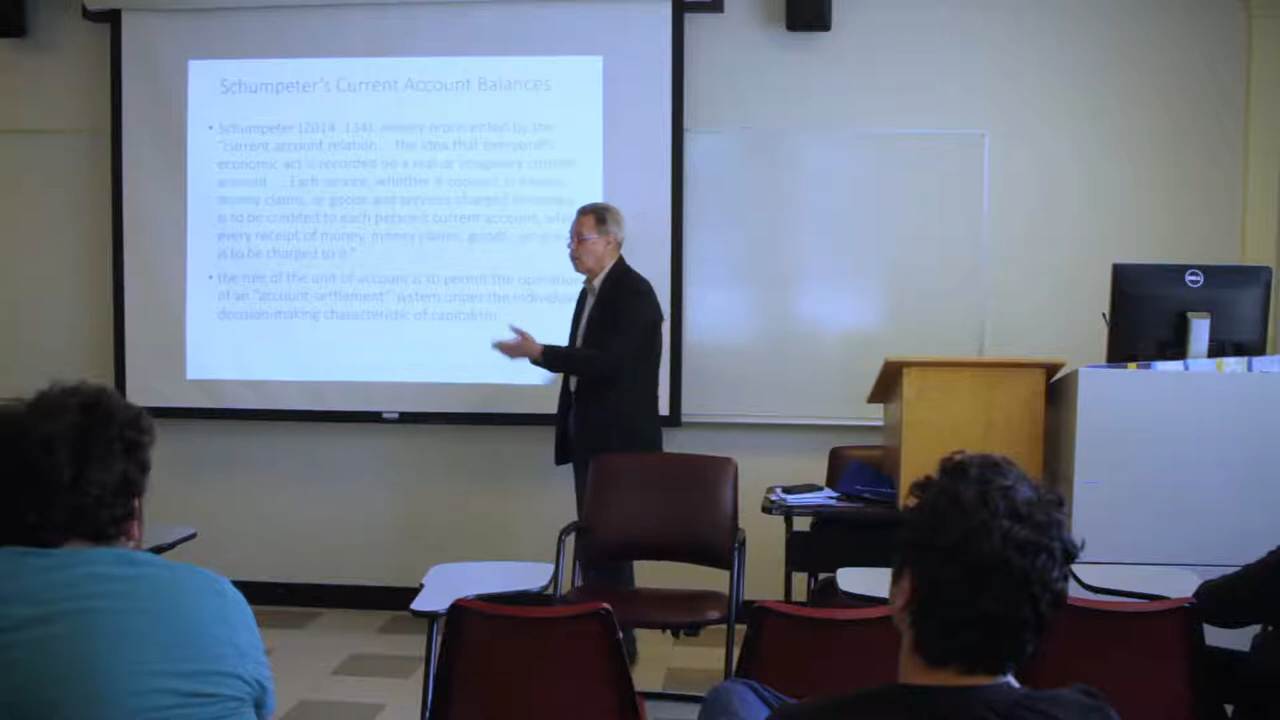 Schumpeter's Current Account Balances
• Schumpeter (2014, 134), money represented by the
"current account relation... the idea that everybody's
economic act is recorded on a real or imaginary current
account ... Each service, whether it consists in
money claims, or goods and services
is to be credited to each person's current account,
every receipt of money, money claims, goods,
is to be charged to it."
• the role of the unit of account is to permit the operation
of an "account-settlement" system under the individual
decision-making characteristic of capitalism.
DELL